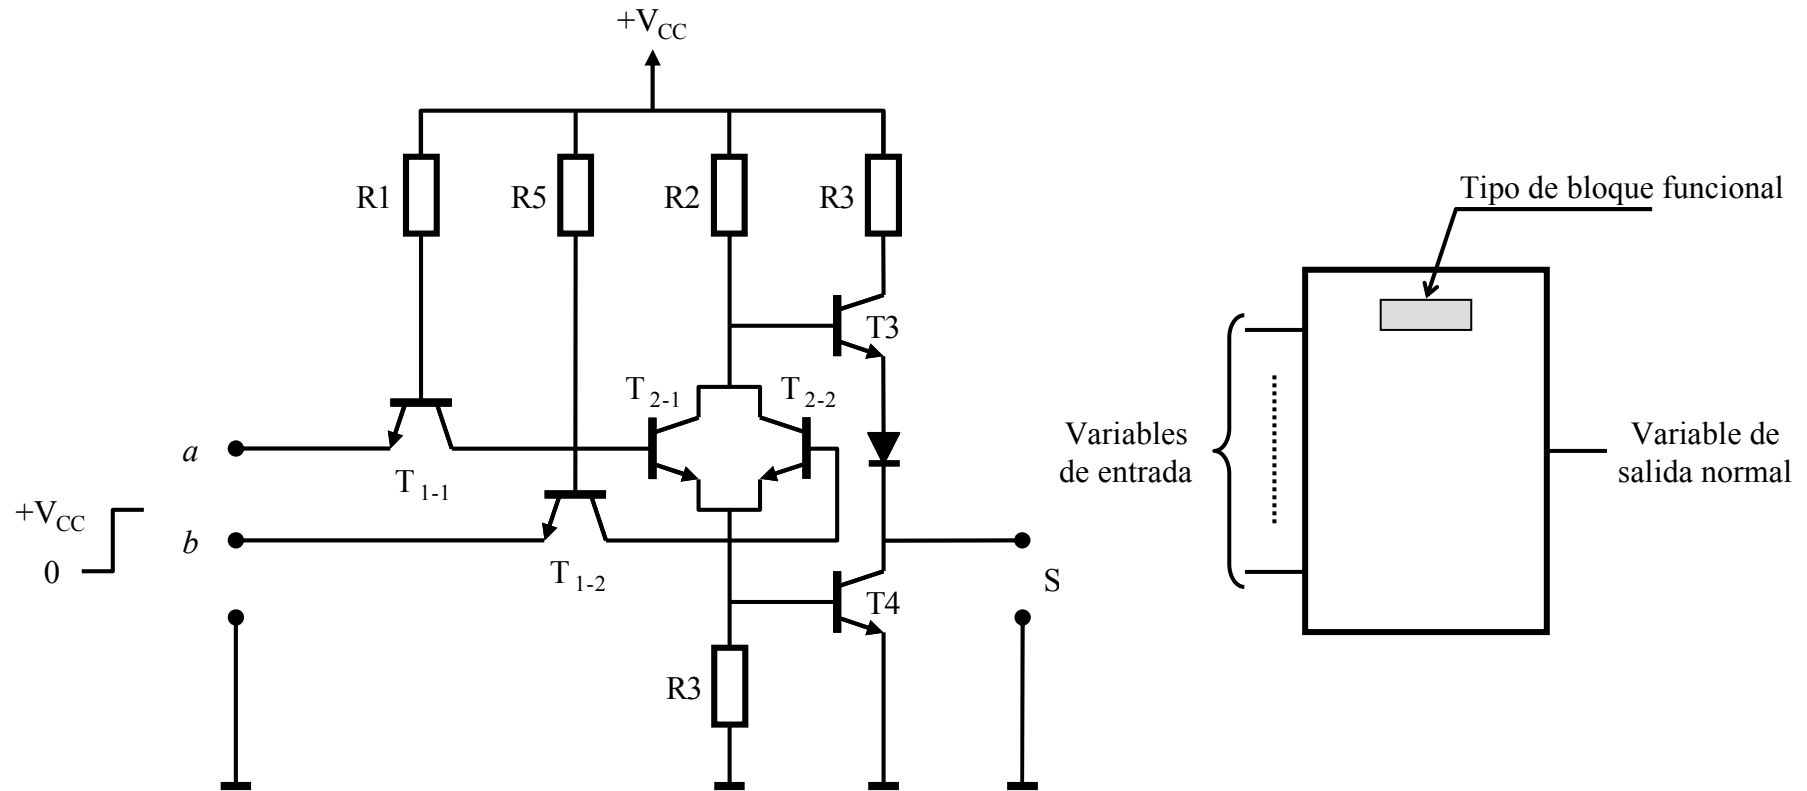 +VCC
R1
R5
R2
R3
T3
T 2-1
T 2-2
a
T 1-1
+VCC
0
b
T 1-2
S
T4
R3
Tipo de bloque funcional
Variables
de entrada
Variable de
salida normal